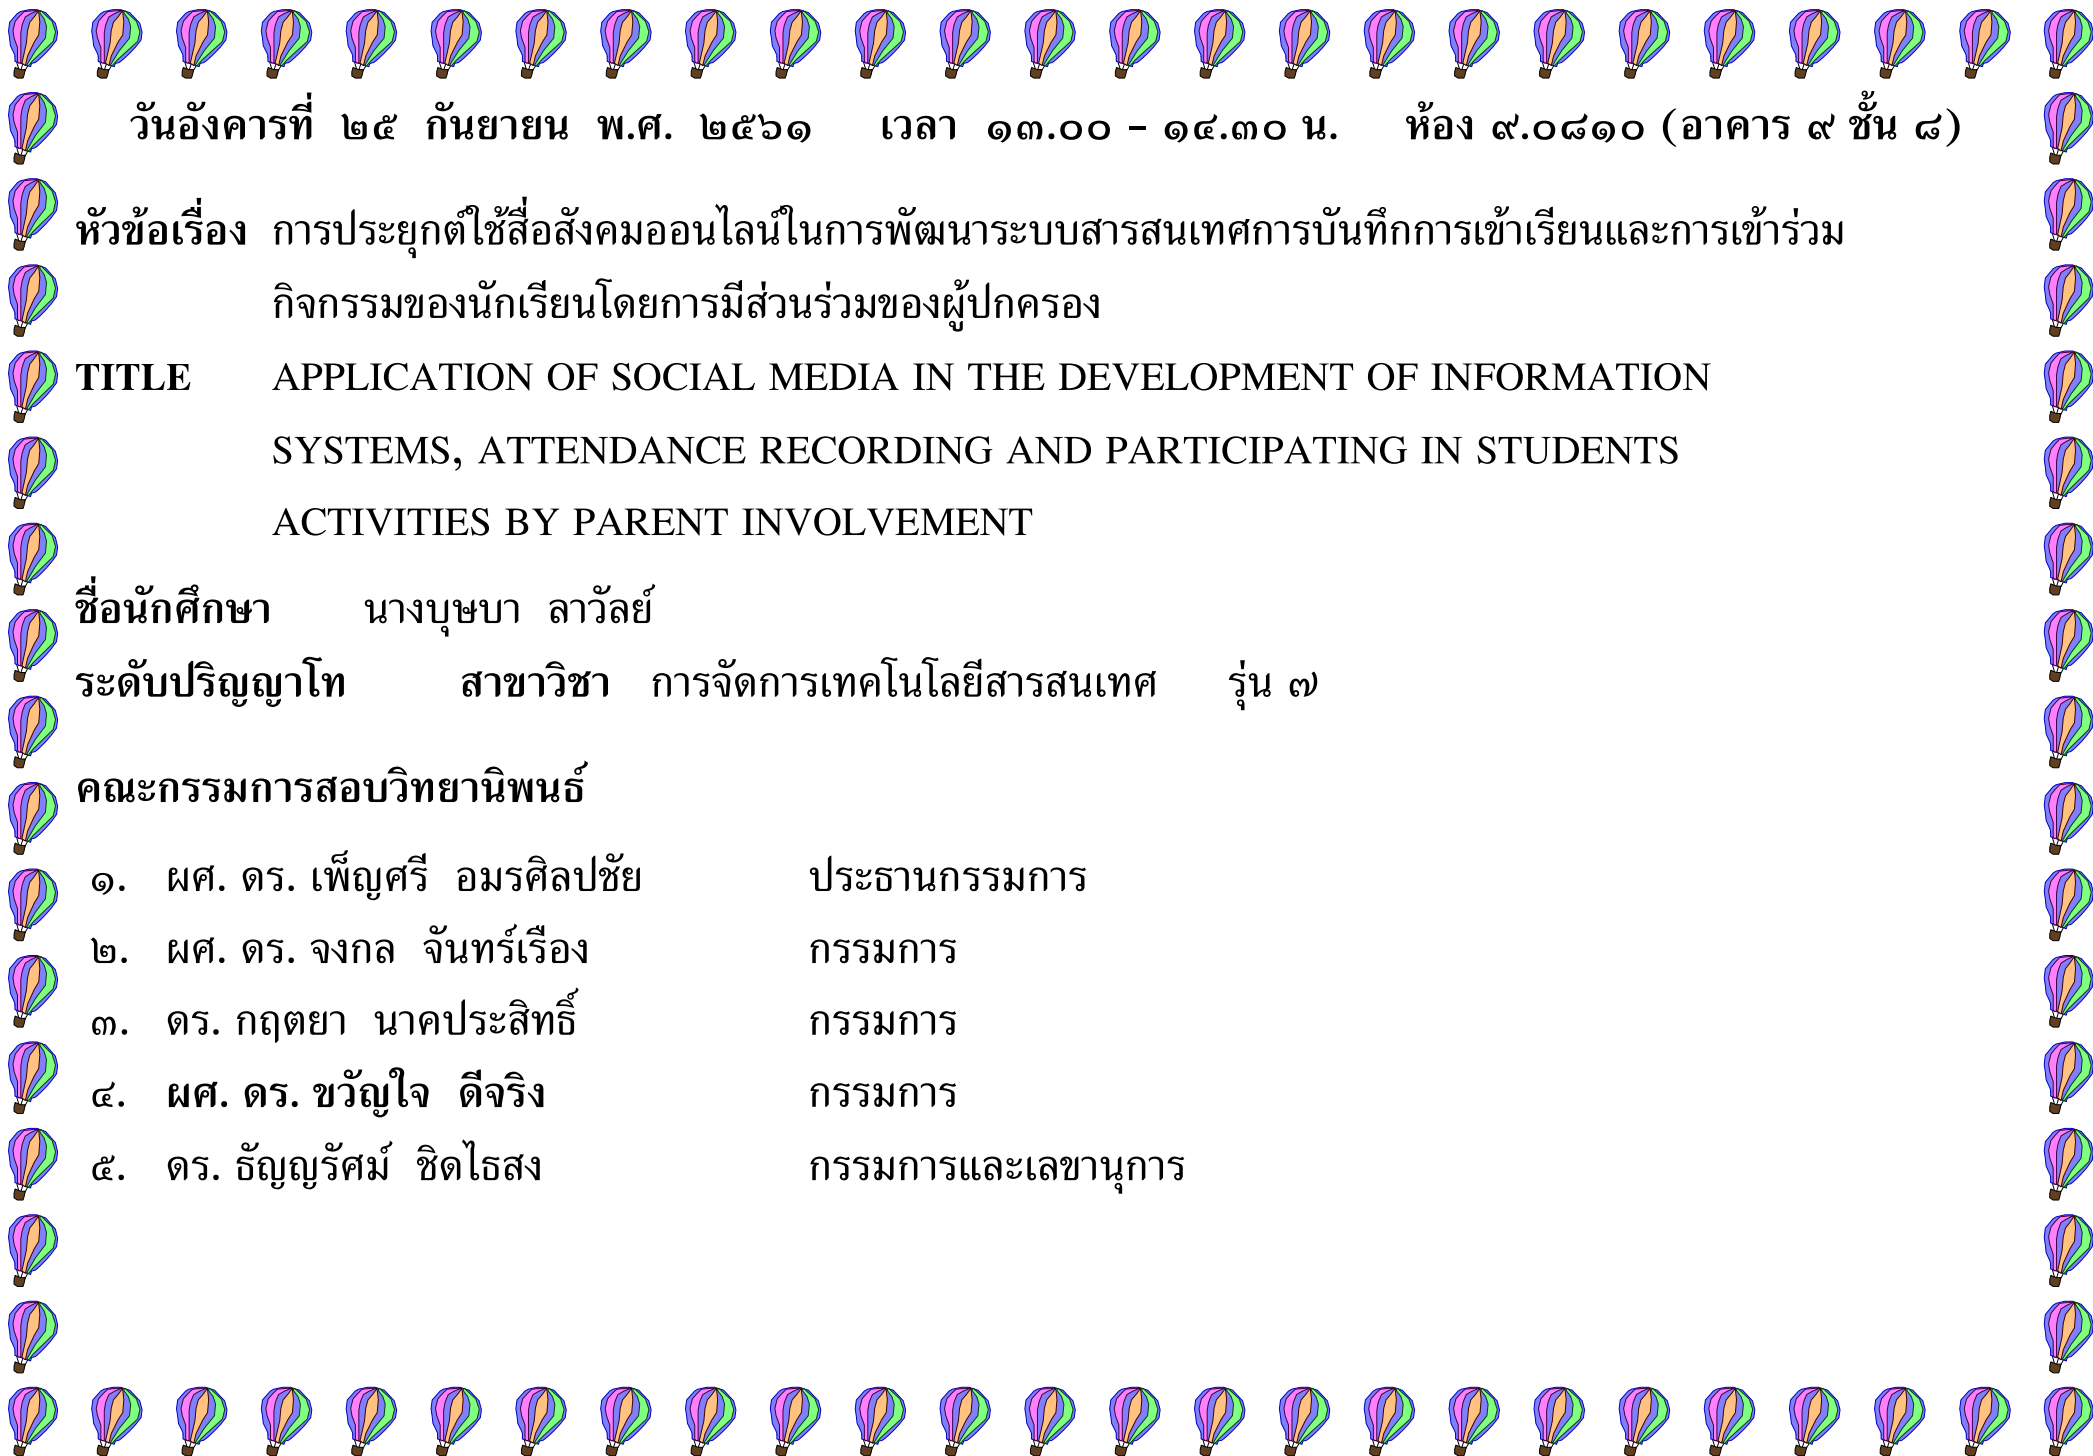 วันอังคารที่ ๒๕ กันยายน พ.ศ. ๒๕๖๑ เวลา ๑๓.๐๐ - ๑๔.๓๐ น. ห้อง ๙.๐๘๑๐ (อาคาร ๙ ชั้น ๘)
หัวข้อเรื่อง การประยุกต์ใช้สื่อสังคมออนไลน์ในการพัฒนาระบบสารสนเทศการบันทึกการเข้าเรียนและการเข้าร่วม
กิจกรรมของนักเรียนโดยการมีส่วนร่วมของผู้ปกครอง
TITLE APPLICATION OF SOCIAL MEDIA IN THE DEVELOPMENT OF INFORMATION
SYSTEMS, ATTENDANCE RECORDING AND PARTICIPATING IN STUDENTS
ACTIVITIES BY PARENT INVOLVEMENT
ชื่อนักศึกษา นางบุษบา ลาวัลย์
ระดับปริญญาโท สาขาวิชา การจัดการเทคโนโลยีสารสนเทศ รุ่น ๗
คณะกรรมการสอบวิทยานิพนธ์
๑. ผศ. ดร. เพ็ญศรี อมรศิลปชัย ประธานกรรมการ
๒. ผศ. ดร. จงกล จันทร์เรือง กรรมการ
๓. ดร. กฤตยา นาคประสิทธิ์ กรรมการ
๔. ผศ. ดร. ขวัญใจ ดีจริง กรรมการ
๕. ดร. ธัญญรัศม์ ชิดไธสง กรรมการและเลขานุการ